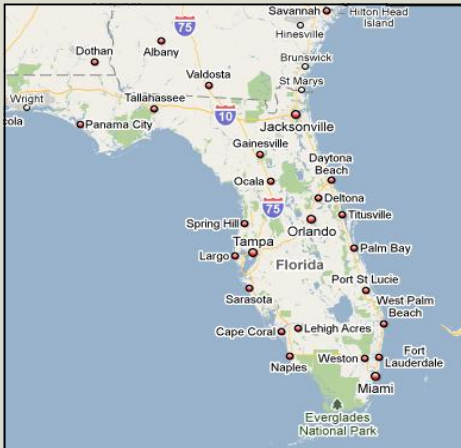 Savannah
Hilton Head
Island
75
Hinesville
Dothan
Albany
Brunswick
Valdosta
St Marys
Wright
Tallahassee
cola
Panama City
10
Jacksonville
Gainesville
Daytona
Beach
Ocala
Deltona
75
Titusville
Spring Hill
Orlando
Tampa
Largo
Palm Bay
Florida
Port St Lucie
Sarasota
West Palm
Beach
Cape Coral
Lehigh Acres
Fort
Lauderdale
Weston
Naples
Miami
Everglades
National Park